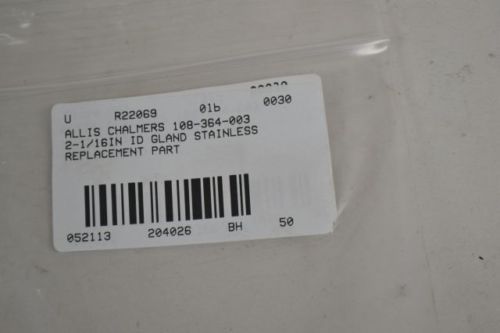 U R22069 01b 0030
ALLIS CHALMERS 108-364-003
2-1/16IN ID GLAND STAINLESS
REPLACEMENT PART
052113 204026 BH 50